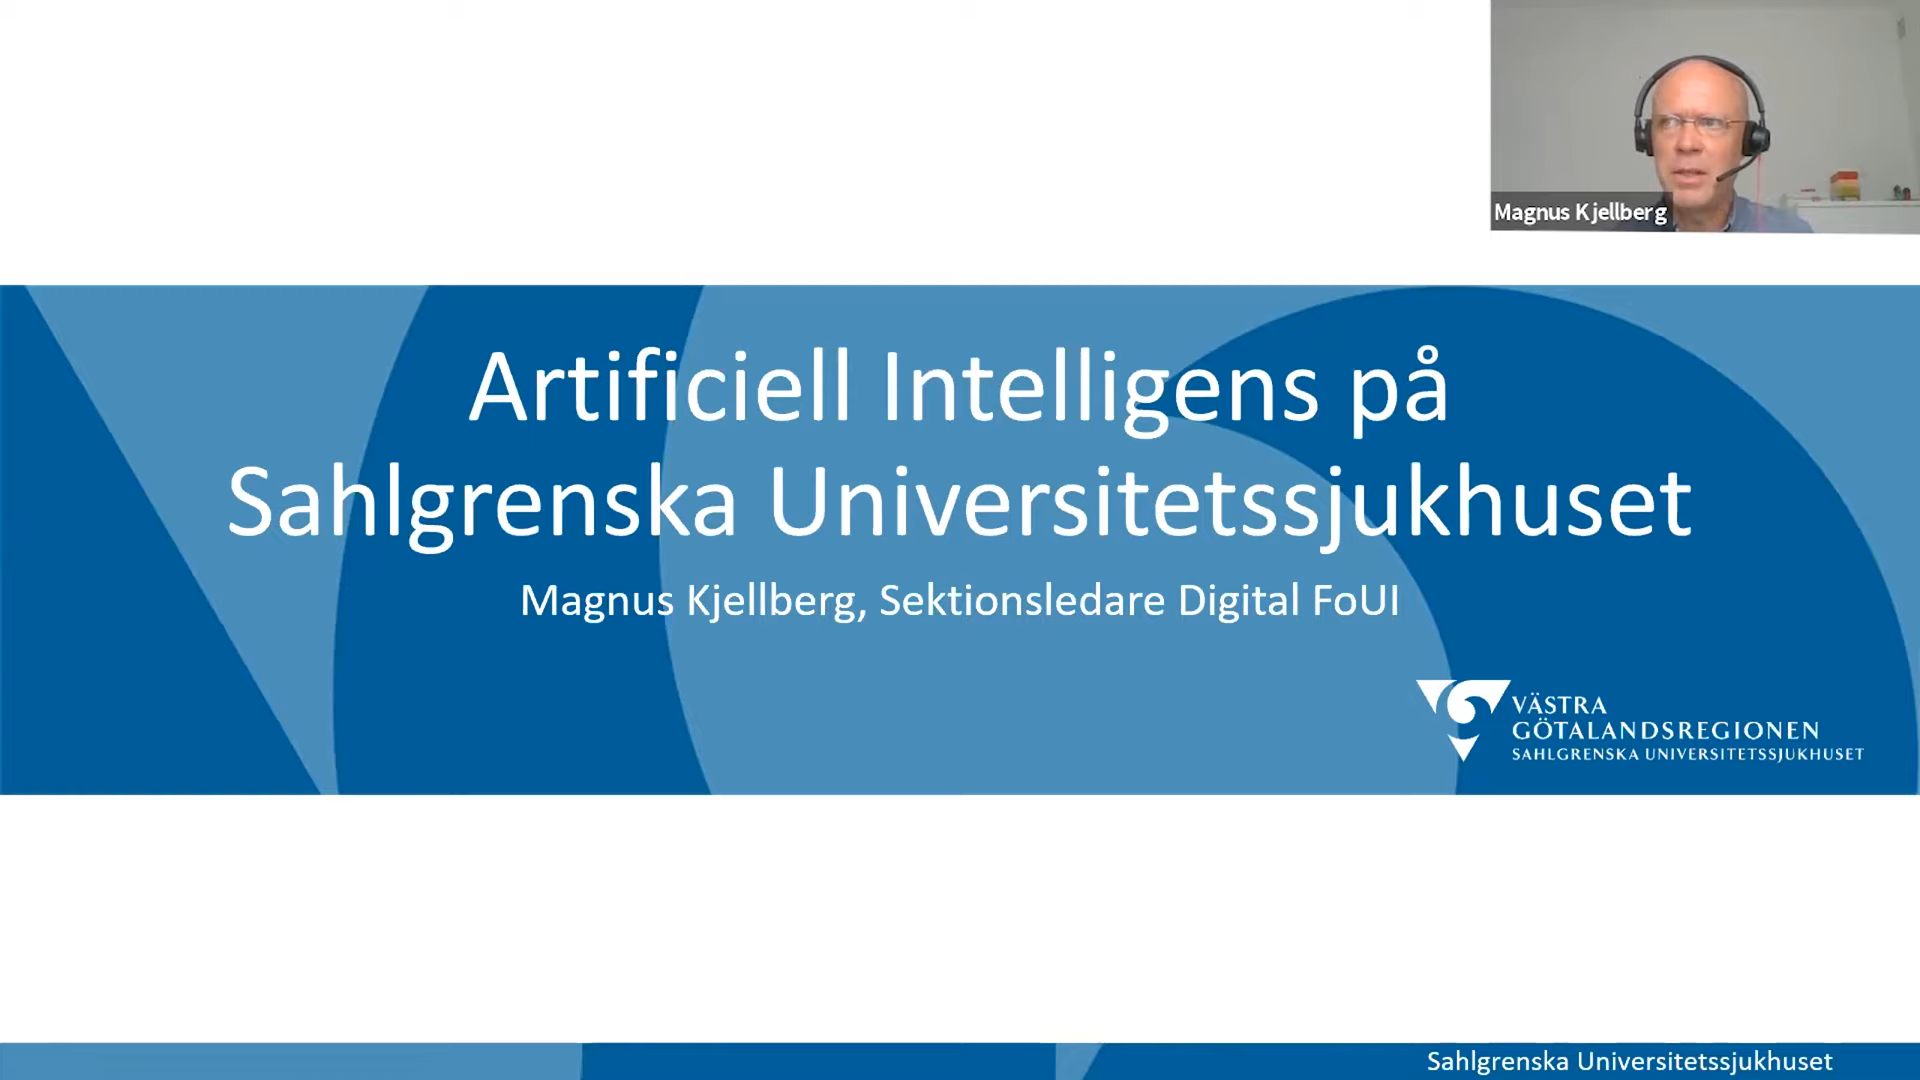 Magnus Kjellberg
Artificiell Intelligens på
Sahlgrenska Universitetssjukhuset
Magnus Kjellberg, Sektionsledare Digital FoUI
VÄSTRA
GÖTALANDSREGIONEN
SAHLGRENSKA UNIVERSITETSSJUKHUSET
Sahlgrenska Universitetssjukhuset